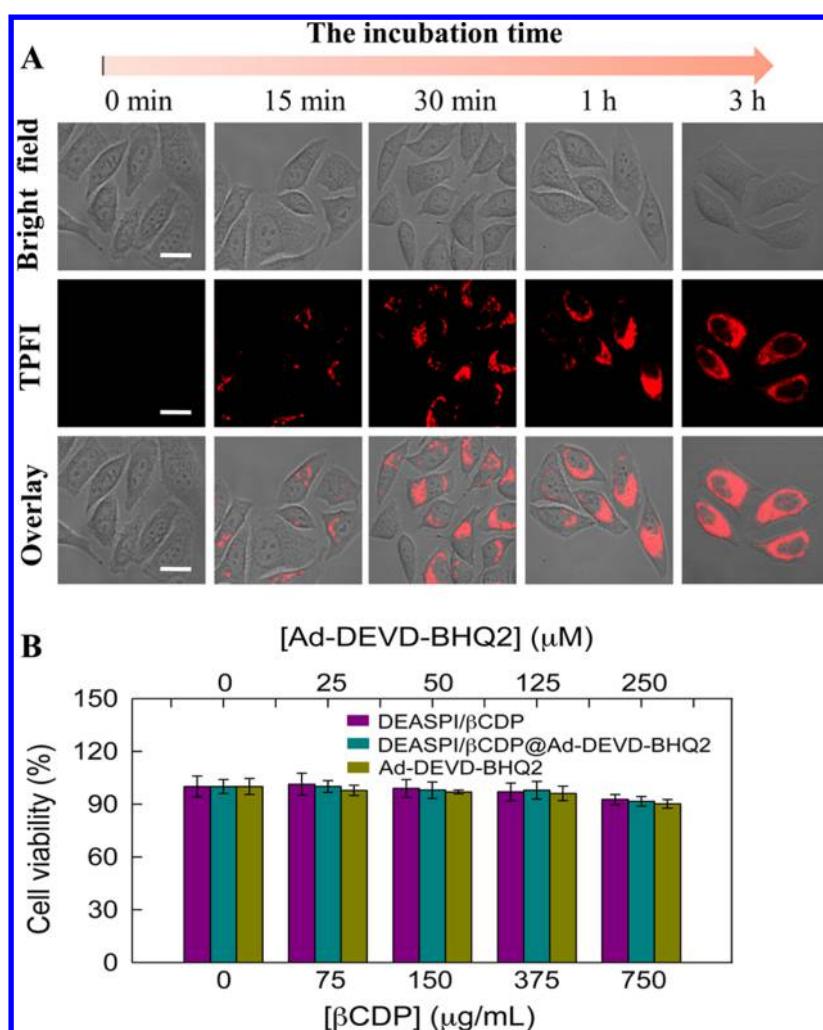 The incubation time
A
0 min 15 min 30 min 1 h 3 h
Bright field
TPFI
Overlay
B
[Ad-DEVD-BHQ2] (μM)
0 25 50 125 250
150
120
90
60
30
0
Cell viability (%)
DEASPI/βCDP
DEASPI/βCDP@Ad-DEVD-BHQ2
Ad-DEVD-BHQ2
0 75 150 375 750
[βCDP] (μg/mL)